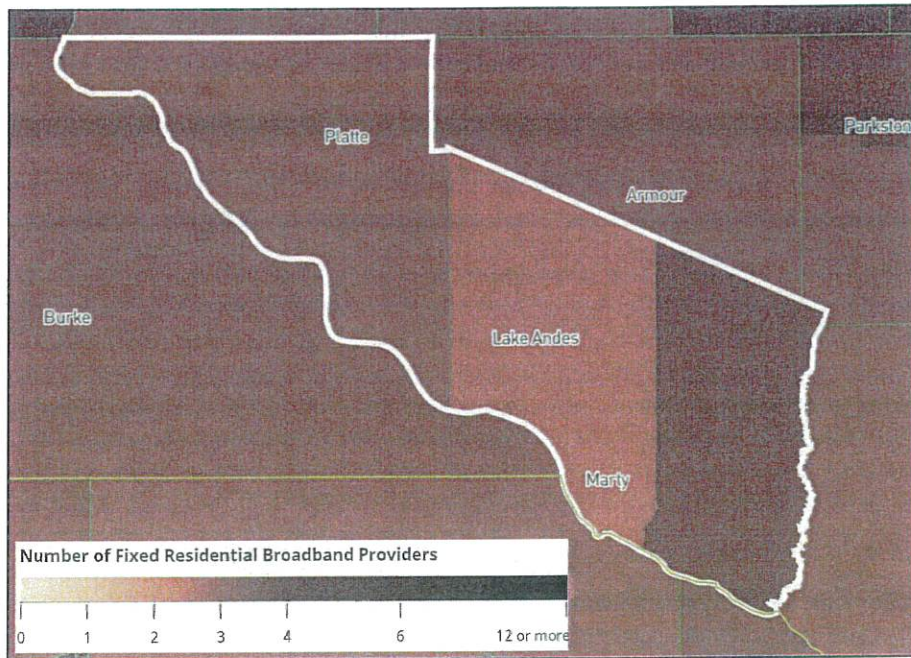 Platte
Parkston
Armour
Burke
Lake Andes
Marty
Number of Fixed Residential Broadband Providers
0 1 2 3 4 6 12 or more